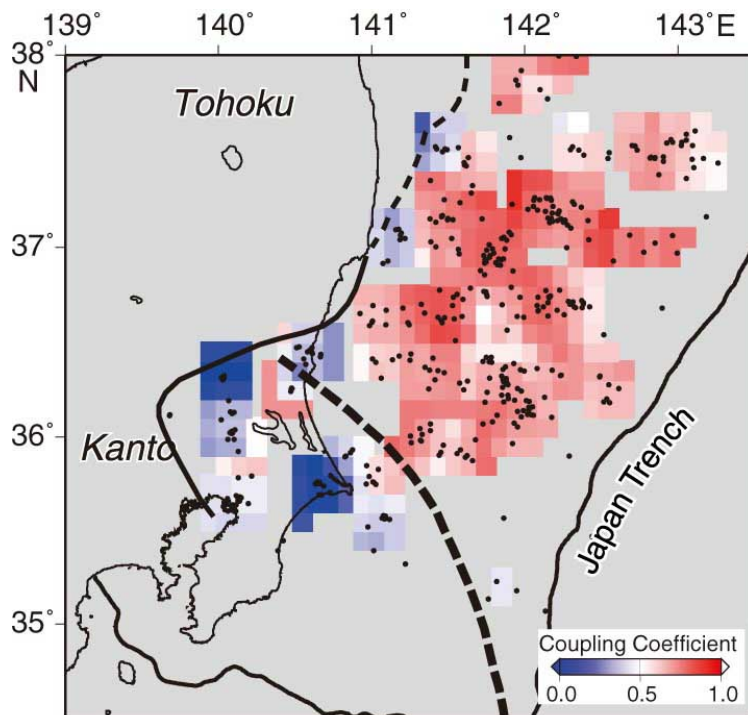 139° 140° 141° 142° 143°E
38°
N
Tohoku
37°
36°
Kanto
Japan Trench
35°
Coupling Coefficient
0.0 0.5 1.0